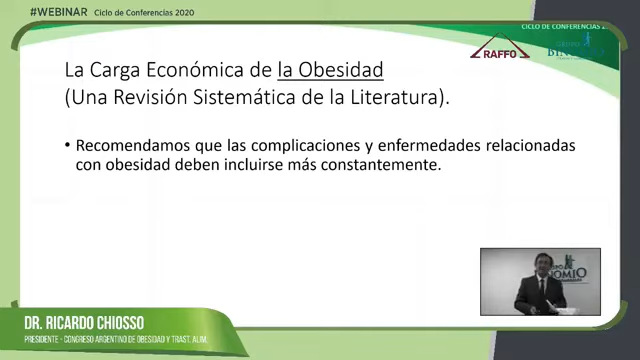 #WEBINAR Ciclo de Conferencias 2020
CICLO DE CONFERENCIAS
RAFFO
La Carga Económica de la Obesidad
(Una Revisión Sistemática de la Literatura).
• Recomendamos que las complicaciones y enfermedades relacionadas
con obesidad deben incluirse más constantemente.
DR. RICARDO CHIOSSO
PRESIDENTE - CONGRESO ARGENTINO DE OBESIDAD Y TRAST. ALIM.